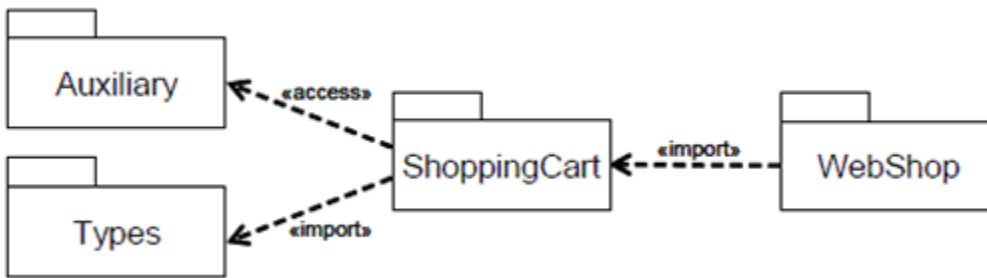 Auxiliary
«access»
ShoppingCart
«import»
WebShop
Types
«import»